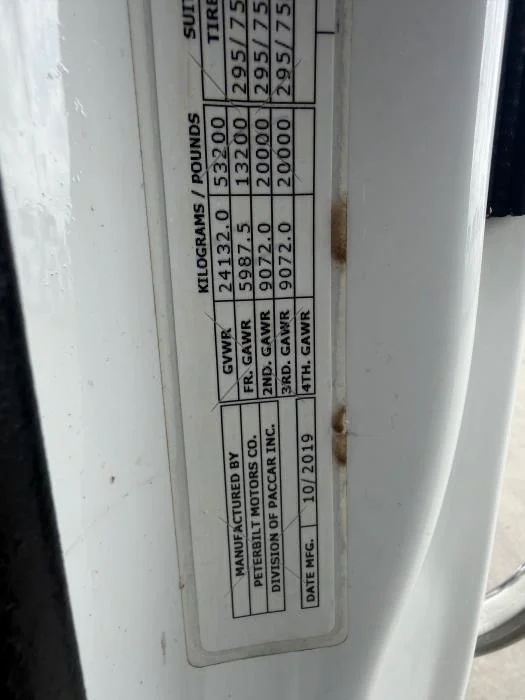 MANUFACTURED BY
PETERBILT MOTORS CO.
DIVISION OF PACCAR INC.
DATE MFG. 10/2019
KILOGRAMS / POUNDS
GVWR 24132.0 53200
FR. GAWR 5987.5 13200 295/75
2ND. GAWR 9072.0 20000 295/75
3RD. GAWR 9072.0 20000 295/75
4TH. GAWR